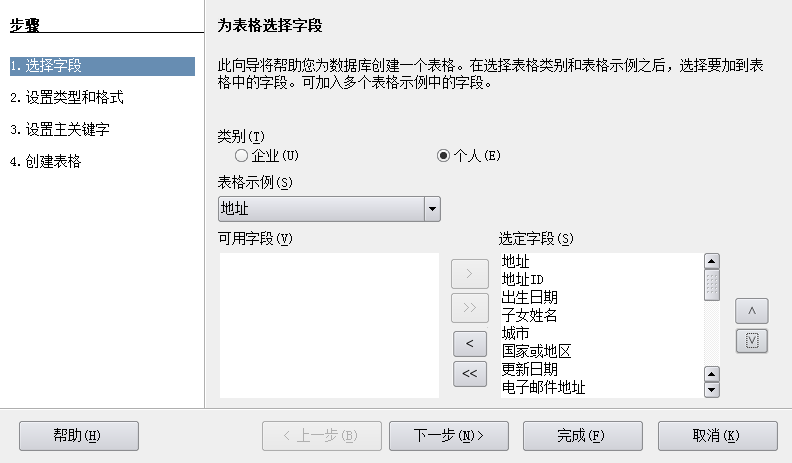 步骤
1. 选择字段
2. 设置类型和格式
3. 设置主关键字
4. 创建表格
为表格选择字段
此向导将帮助您为数据库创建一个表格。在选择表格类别和表格示例之后，选择要加到表
格中的字段。可加入多个表格示例中的字段。
类别(T)
企业(U)
个人(E)
表格示例(S)
地址
可用字段(V)
选定字段(S)
>
>>
<
<<
地址
地址ID
出生日期
子女姓名
城市
国家或地区
更新日期
电子邮件地址
∧
∨
帮助(H)
< 上一步(B)
下一步(N)>
完成(F)
取消(K)